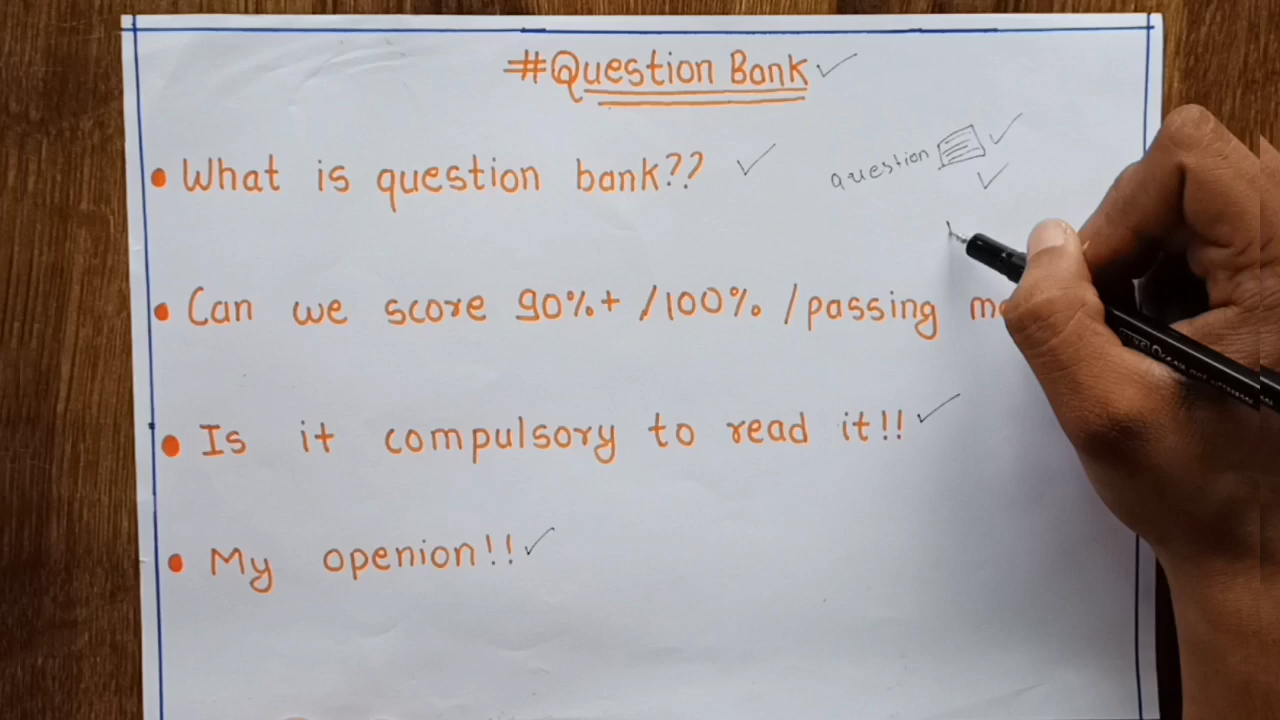 #Question Bank
• What is question bank??
question
• Can we score 90%+ /100% /passing
• Is it compulsory to read it!!
• My openion!!